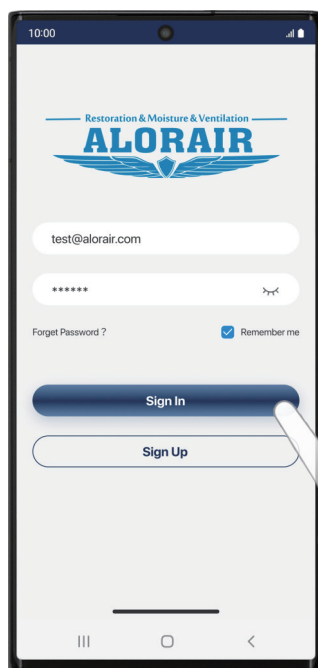 10:00
Restoration & Moisture & Ventilation
ALORAIR
test@alorair.com
******
Forget Password ?
Remember me
Sign In
Sign Up